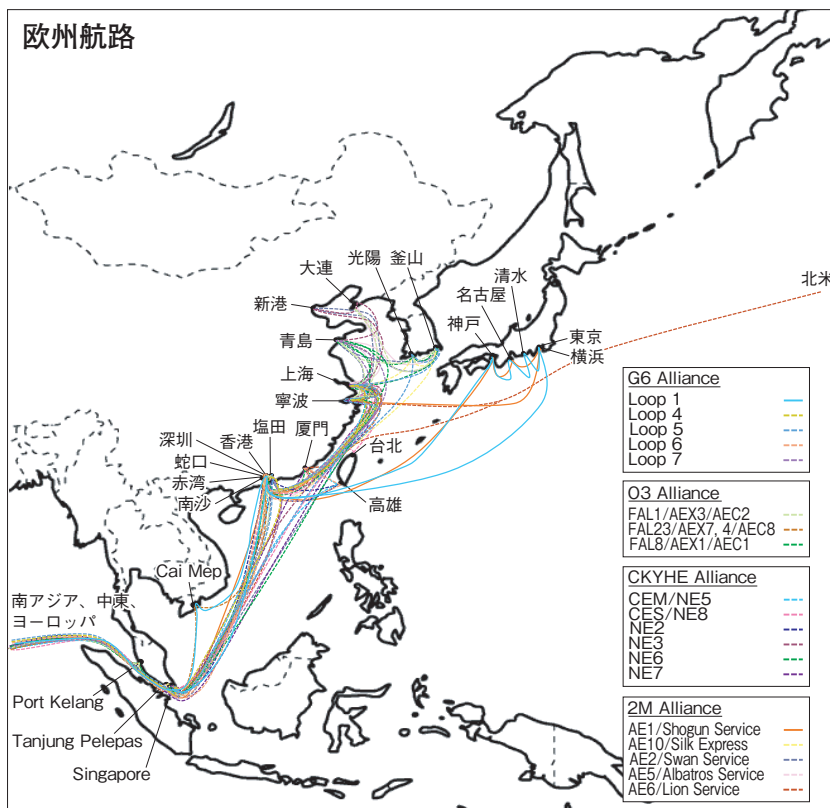 欧州航路
光陽
釜山
大連
清水
名古屋
新港
神戸
北米
青島
東京
横浜
上海
寧波
塩田
厦門
香港
深圳
台北
蛇口
赤湾
南沙
高雄
Cai Mep
南アジア、中東、
ヨーロッパ
Port Kelang
Tanjung Pelepas
Singapore
G6 Alliance
Loop 1
Loop 4
Loop 5
Loop 6
Loop 7
O3 Alliance
FAL1/AEX3/AEC2
FAL23/AEX7, 4/AEC8
FAL8/AEX1/AEC1
CKYHE Alliance
CEM/NE5
CES/NE8
NE2
NE3
NE6
NE7
2M Alliance
AE1/Shogun Service
AE10/Silk Express
AE2/Swan Service
AE5/Albatros Service
AE6/Lion Service